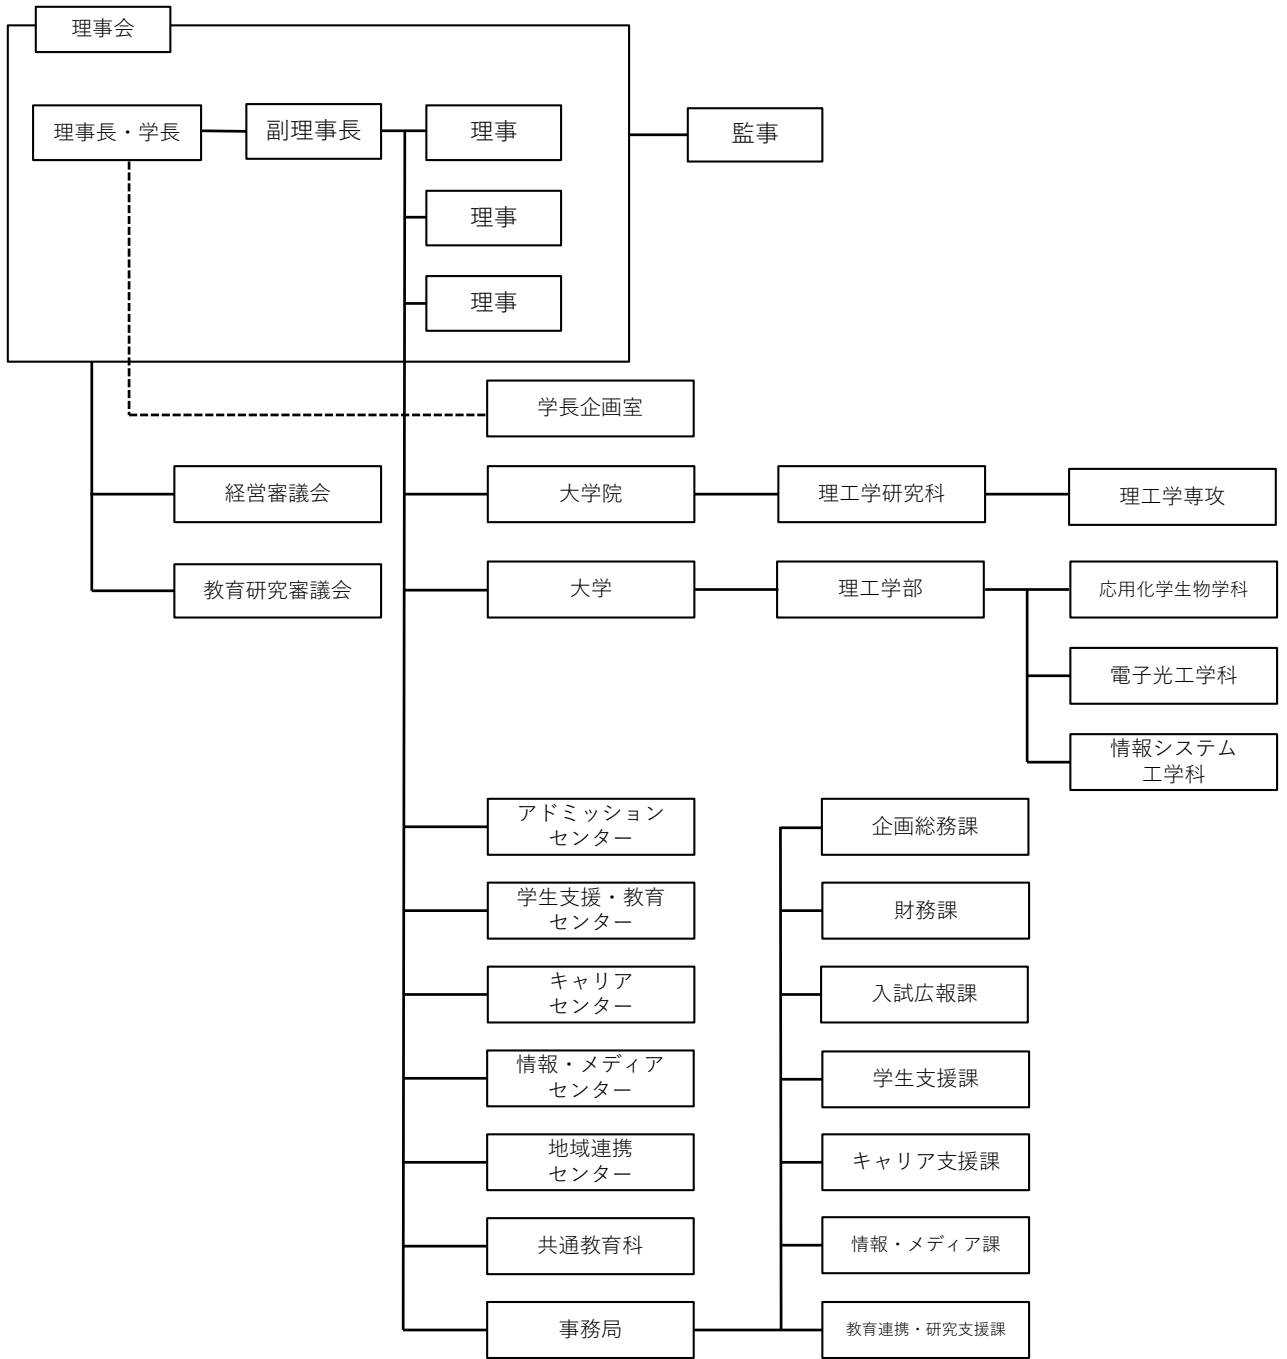 理事会
理事長・学長
副理事長
理事
監事
理事
理事
学長企画室
経営審議会
大学院
理工学研究科
理工学専攻
教育研究審議会
大学
理工学部
応用化学生物学科
電子光工学科
情報システム
工学科
アドミッション
センター
企画総務課
学生支援・教育
センター
財務課
キャリア
センター
入試広報課
情報・メディア
センター
学生支援課
地域連携
センター
キャリア支援課
共通教育科
情報・メディア課
事務局
教育連携・研究支援課